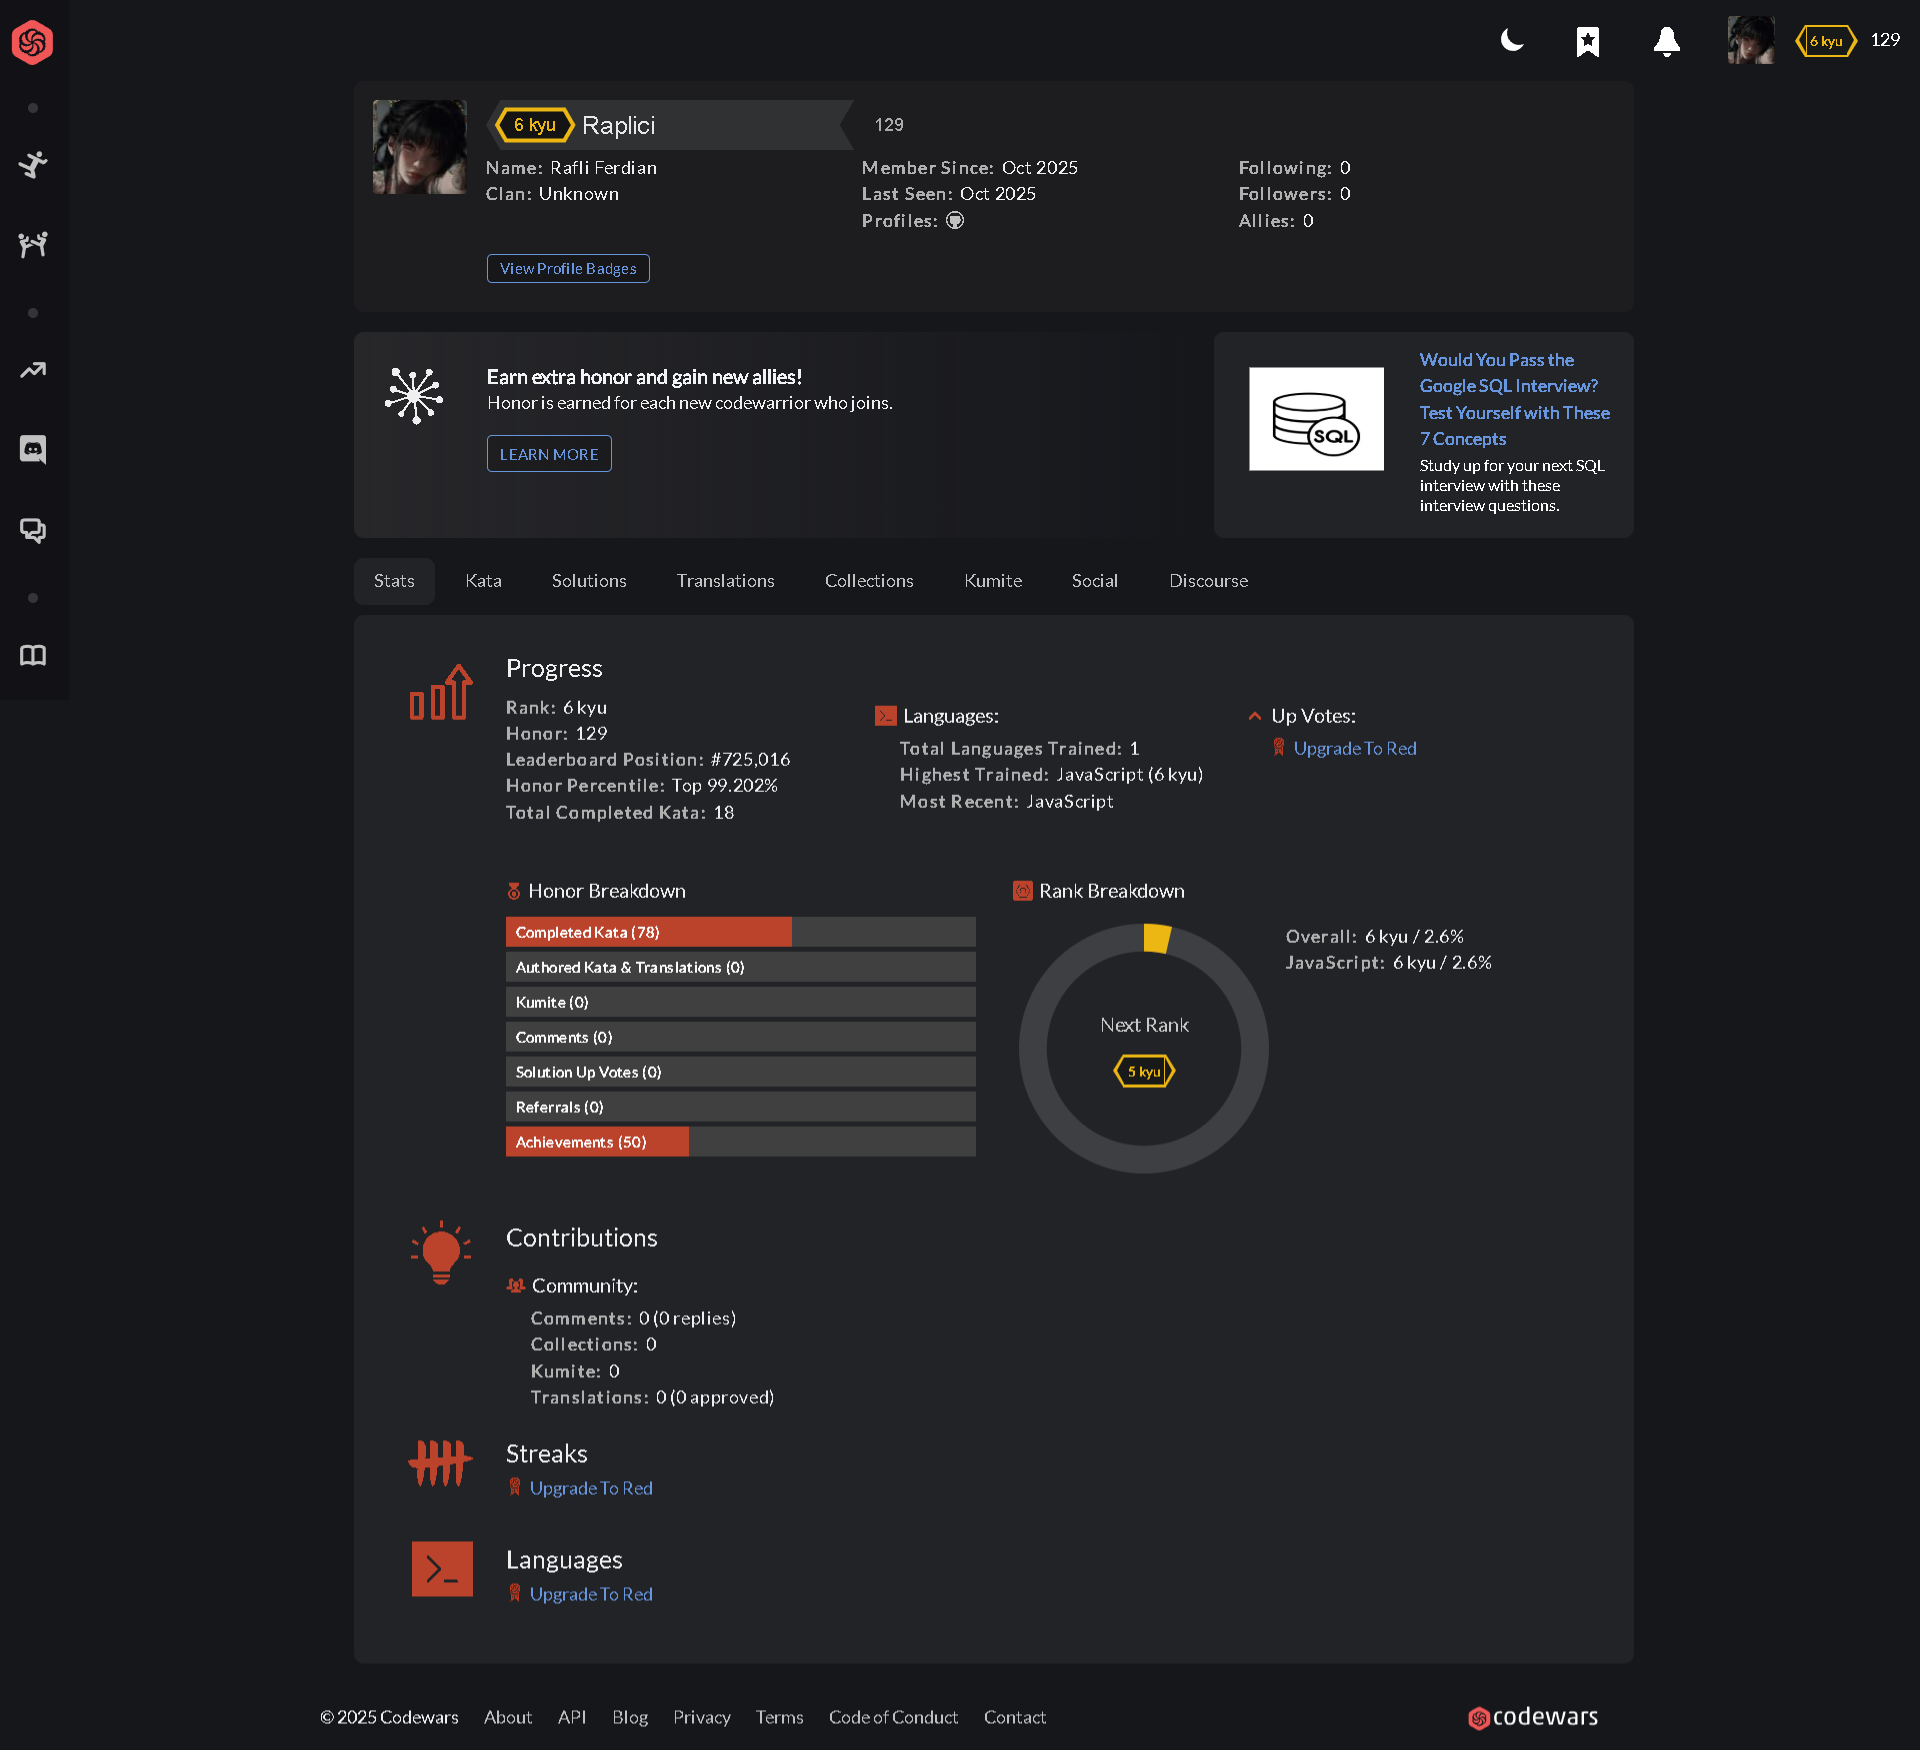 6 kyu 129
6 kyu Raplici 129
Name: Rafli Ferdian
Clan: Unknown
Member Since: Oct 2025
Last Seen: Oct 2025
Profiles:
Following: 0
Followers: 0
Allies: 0
View Profile Badges
Earn extra honor and gain new allies!
Honor is earned for each new codewarrior who joins.
LEARN MORE
SQL
Would You Pass the
Google SQL Interview?
Test Yourself with These
7 Concepts
Study up for your next SQL
interview with these
interview questions.
Stats Kata Solutions Translations Collections Kumite Social Discourse
Progress
Rank: 6 kyu
Honor: 129
Leaderboard Position: #725,016
Honor Percentile: Top 99.202%
Total Completed Kata: 18
Languages:
Total Languages Trained: 1
Highest Trained: JavaScript (6 kyu)
Most Recent: JavaScript
Up Votes:
Upgrade To Red
Honor Breakdown
Completed Kata (78)
Authored Kata & Translations (0)
Kumite (0)
Comments (0)
Solution Up Votes (0)
Referrals (0)
Achievements (50)
Rank Breakdown
Next Rank
5 kyu
Overall: 6 kyu / 2.6%
JavaScript: 6 kyu / 2.6%
Contributions
Community:
Comments: 0 (0 replies)
Collections: 0
Kumite: 0
Translations: 0 (0 approved)
Streaks
Upgrade To Red
Languages
Upgrade To Red
© 2025 Codewars About API Blog Privacy Terms Code of Conduct Contact codewars